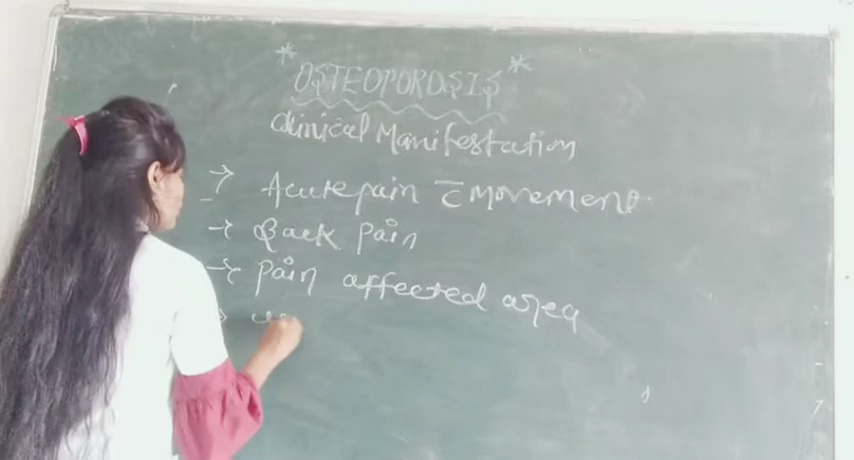 * OSTEOPOROSIS *
Clinical Manifestation
→ Acute pain c̄ Movement.
→ Back pain
→ pain affected area
→